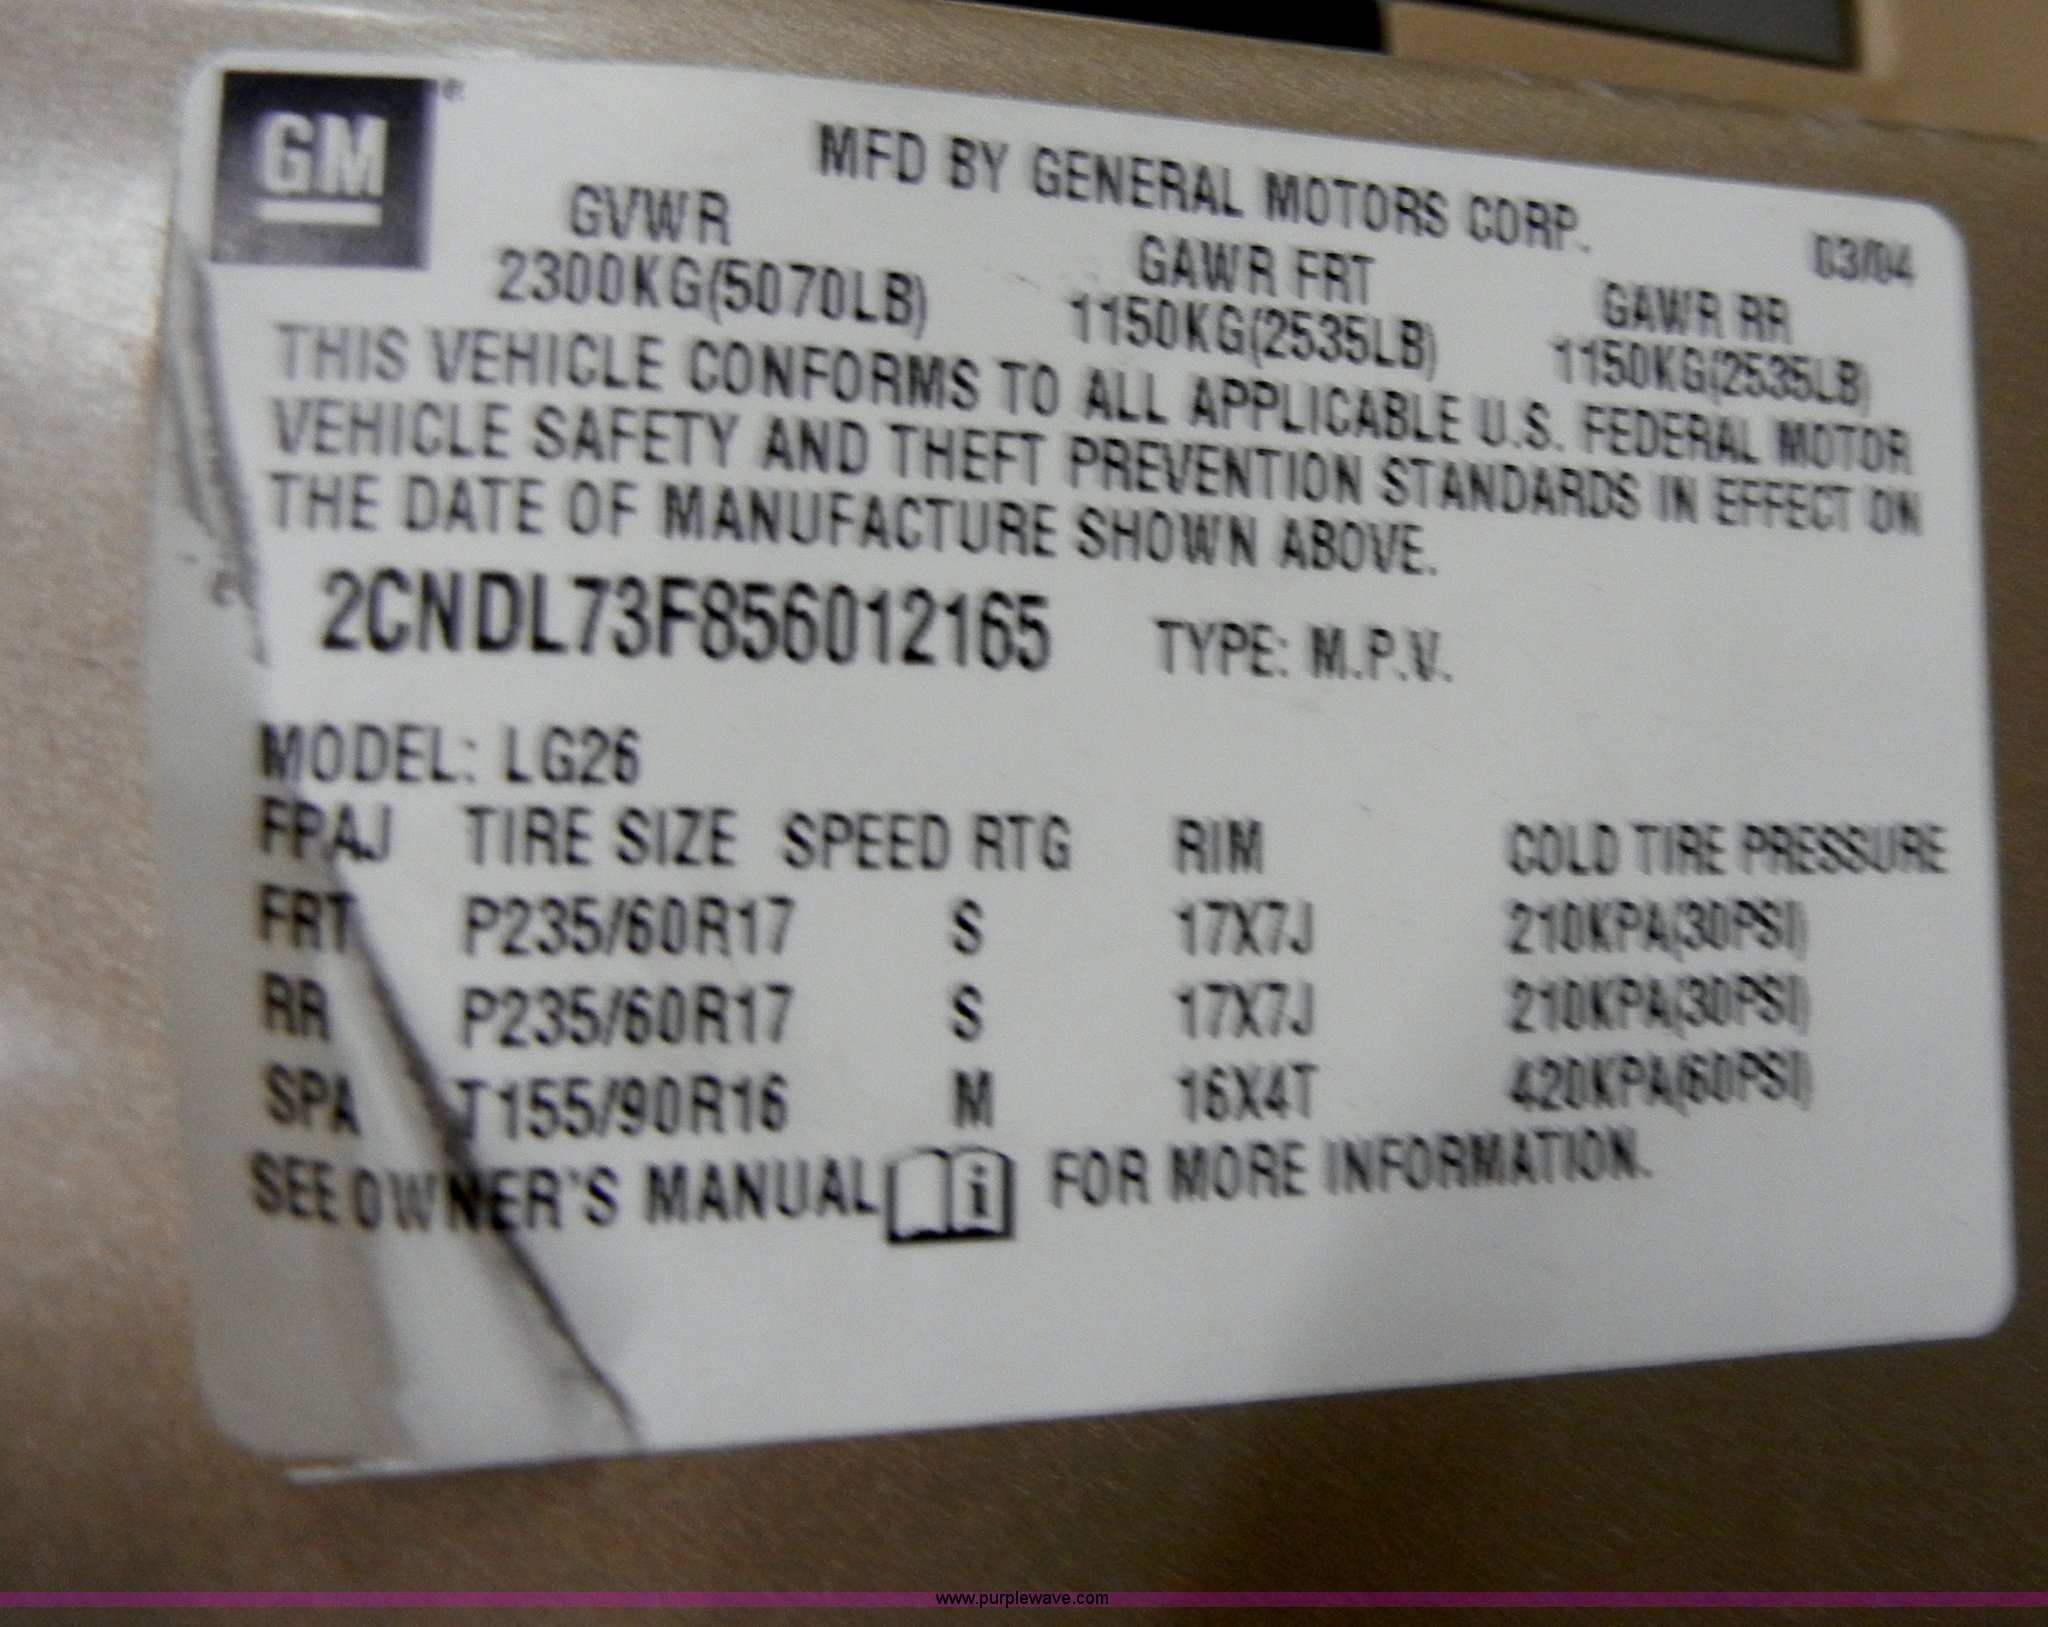 GM
MFD BY GENERAL MOTORS CORP.
03/04
GVWR GAWR FRT GAWR RR
2300KG(5070LB) 1150KG(2535LB) 1150KG(2535LB)
THIS VEHICLE CONFORMS TO ALL APPLICABLE U.S. FEDERAL MOTOR
VEHICLE SAFETY AND THEFT PREVENTION STANDARDS IN EFFECT ON
THE DATE OF MANUFACTURE SHOWN ABOVE.
2CNDL73F856012165 TYPE: M.P.V.
MODEL: LG26
FPAJ TIRE SIZE SPEED RTG RIM COLD TIRE PRESSURE
FRT P235/60R17 S 17X7J 210KPA(30PSI)
RR P235/60R17 S 17X7J 210KPA(30PSI)
SPA T155/90R16 M 16X4T 420KPA(60PSI)
SEE OWNER'S MANUAL i FOR MORE INFORMATION.
www.purplewave.com